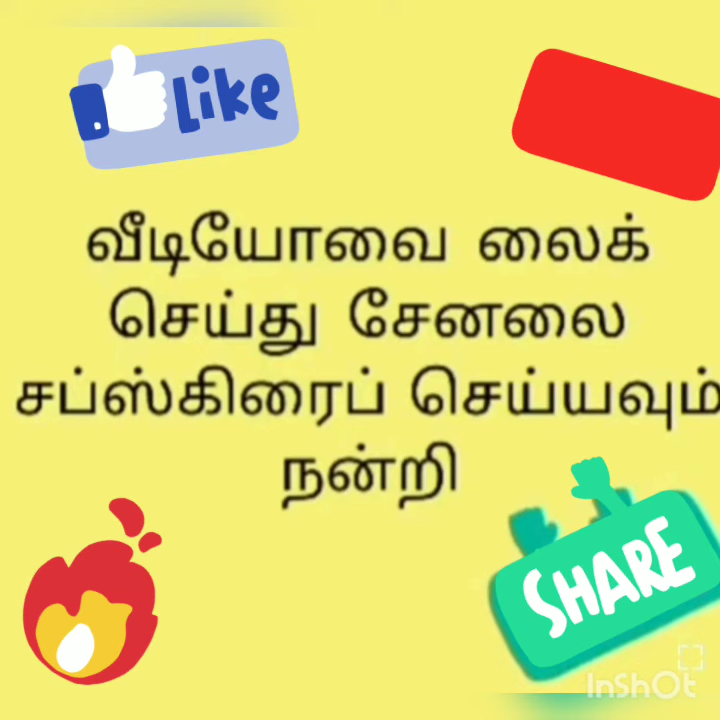 Like
வீடியோவை லைக்
செய்து சேனலை
சப்ஸ்கிரைப் செய்யவும்
நன்றி
SHARE
InShOt